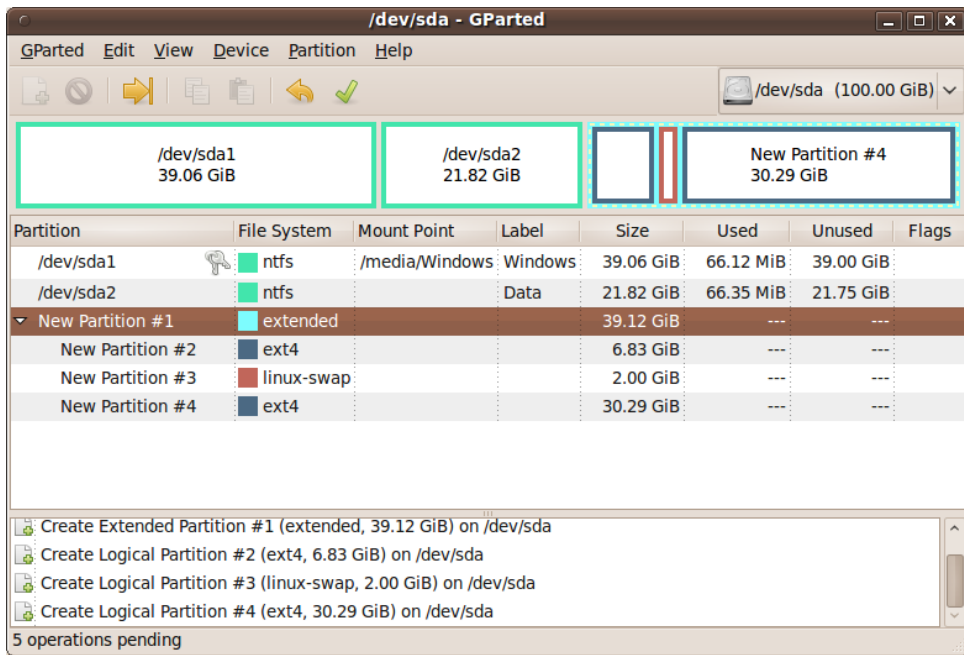 /dev/sda - GParted
GParted Edit View Device Partition Help
/dev/sda (100.00 GiB)
/dev/sda1 /dev/sda2 New Partition #4
39.06 GiB 21.82 GiB 30.29 GiB
Partition File System Mount Point Label Size Used Unused Flags
/dev/sda1 ntfs /media/Windows Windows 39.06 GiB 66.12 MiB 39.00 GiB
/dev/sda2 ntfs Data 21.82 GiB 66.35 MiB 21.75 GiB
New Partition #1 extended 39.12 GiB --- ---
New Partition #2 ext4 6.83 GiB --- ---
New Partition #3 linux-swap 2.00 GiB --- ---
New Partition #4 ext4 30.29 GiB --- ---
Create Extended Partition #1 (extended, 39.12 GiB) on /dev/sda
Create Logical Partition #2 (ext4, 6.83 GiB) on /dev/sda
Create Logical Partition #3 (linux-swap, 2.00 GiB) on /dev/sda
Create Logical Partition #4 (ext4, 30.29 GiB) on /dev/sda
5 operations pending